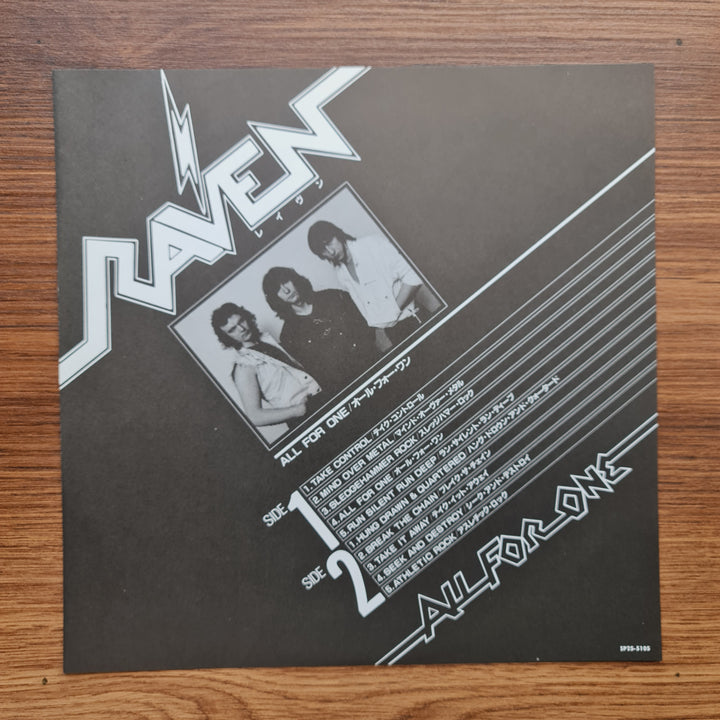 RAVEN
レイヴン
ALL FOR ONE/オール・フォー・ワン
SIDE 1
1. TAKE CONTROL テイク・コントロール
2. MIND OVER METAL マインド・オーヴァー・メタル
3. SLEDGEHAMMER ROCK スレッジハマー・ロック
4. ALL FOR ONE オール・フォー・ワン
5. RUN SILENT RUN DEEP ラン・サイレント・ラン・ディープ
SIDE 2
1. HUNG DRAWN & QUARTERED ハング・ドロウン・アンド・クォータード
2. BREAK THE CHAIN ブレイク・ザ・チェイン
3. TAKE IT AWAY テイク・イット・アウェイ
4. SEEK AND DESTROY シーク・アンド・デストロイ
5. ATHLETIC ROCK アスレチック・ロック
ALL FOR ONE
SP25-5105